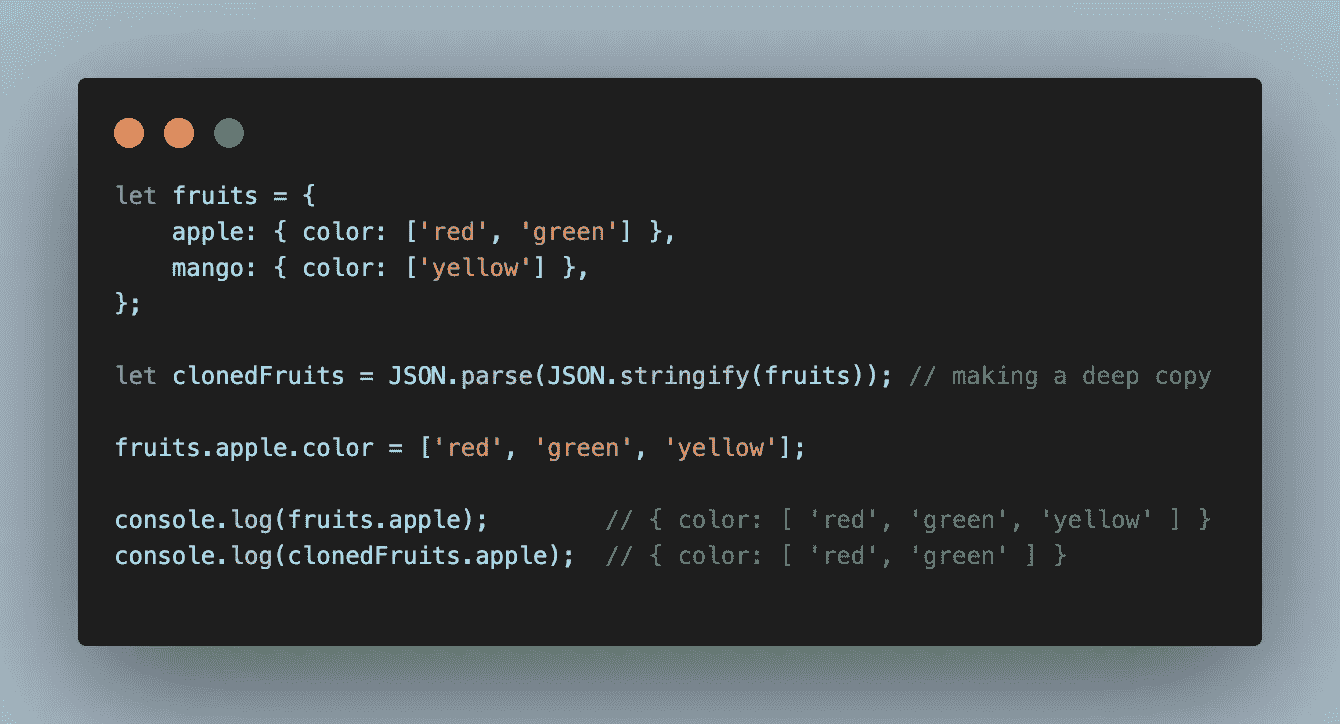 let fruits = {
    apple: { color: ['red', 'green'] },
    mango: { color: ['yellow'] },
};
let clonedFruits = JSON.parse(JSON.stringify(fruits)); // making a deep copy
fruits.apple.color = ['red', 'green', 'yellow'];
console.log(fruits.apple);        // { color: [ 'red', 'green', 'yellow' ] }
console.log(clonedFruits.apple);  // { color: [ 'red', 'green' ] }